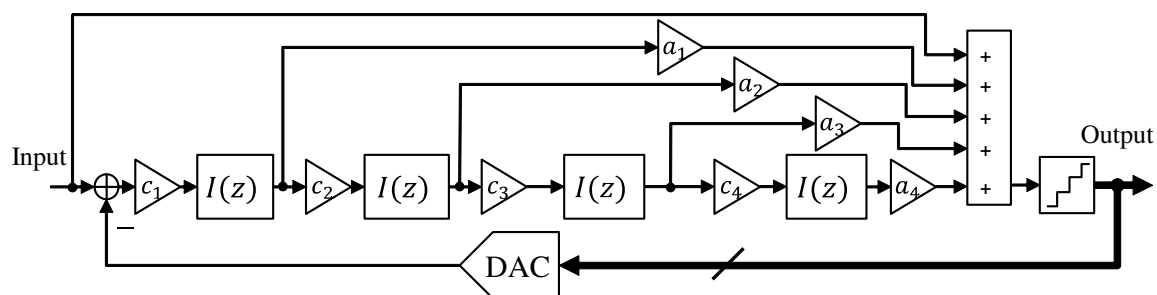 a₁
+
+
a₂
+
a₃
+
Input
Output
c₁
I(z)
c₂
I(z)
c₃
I(z)
c₄
I(z)
a₄
+
−
DAC